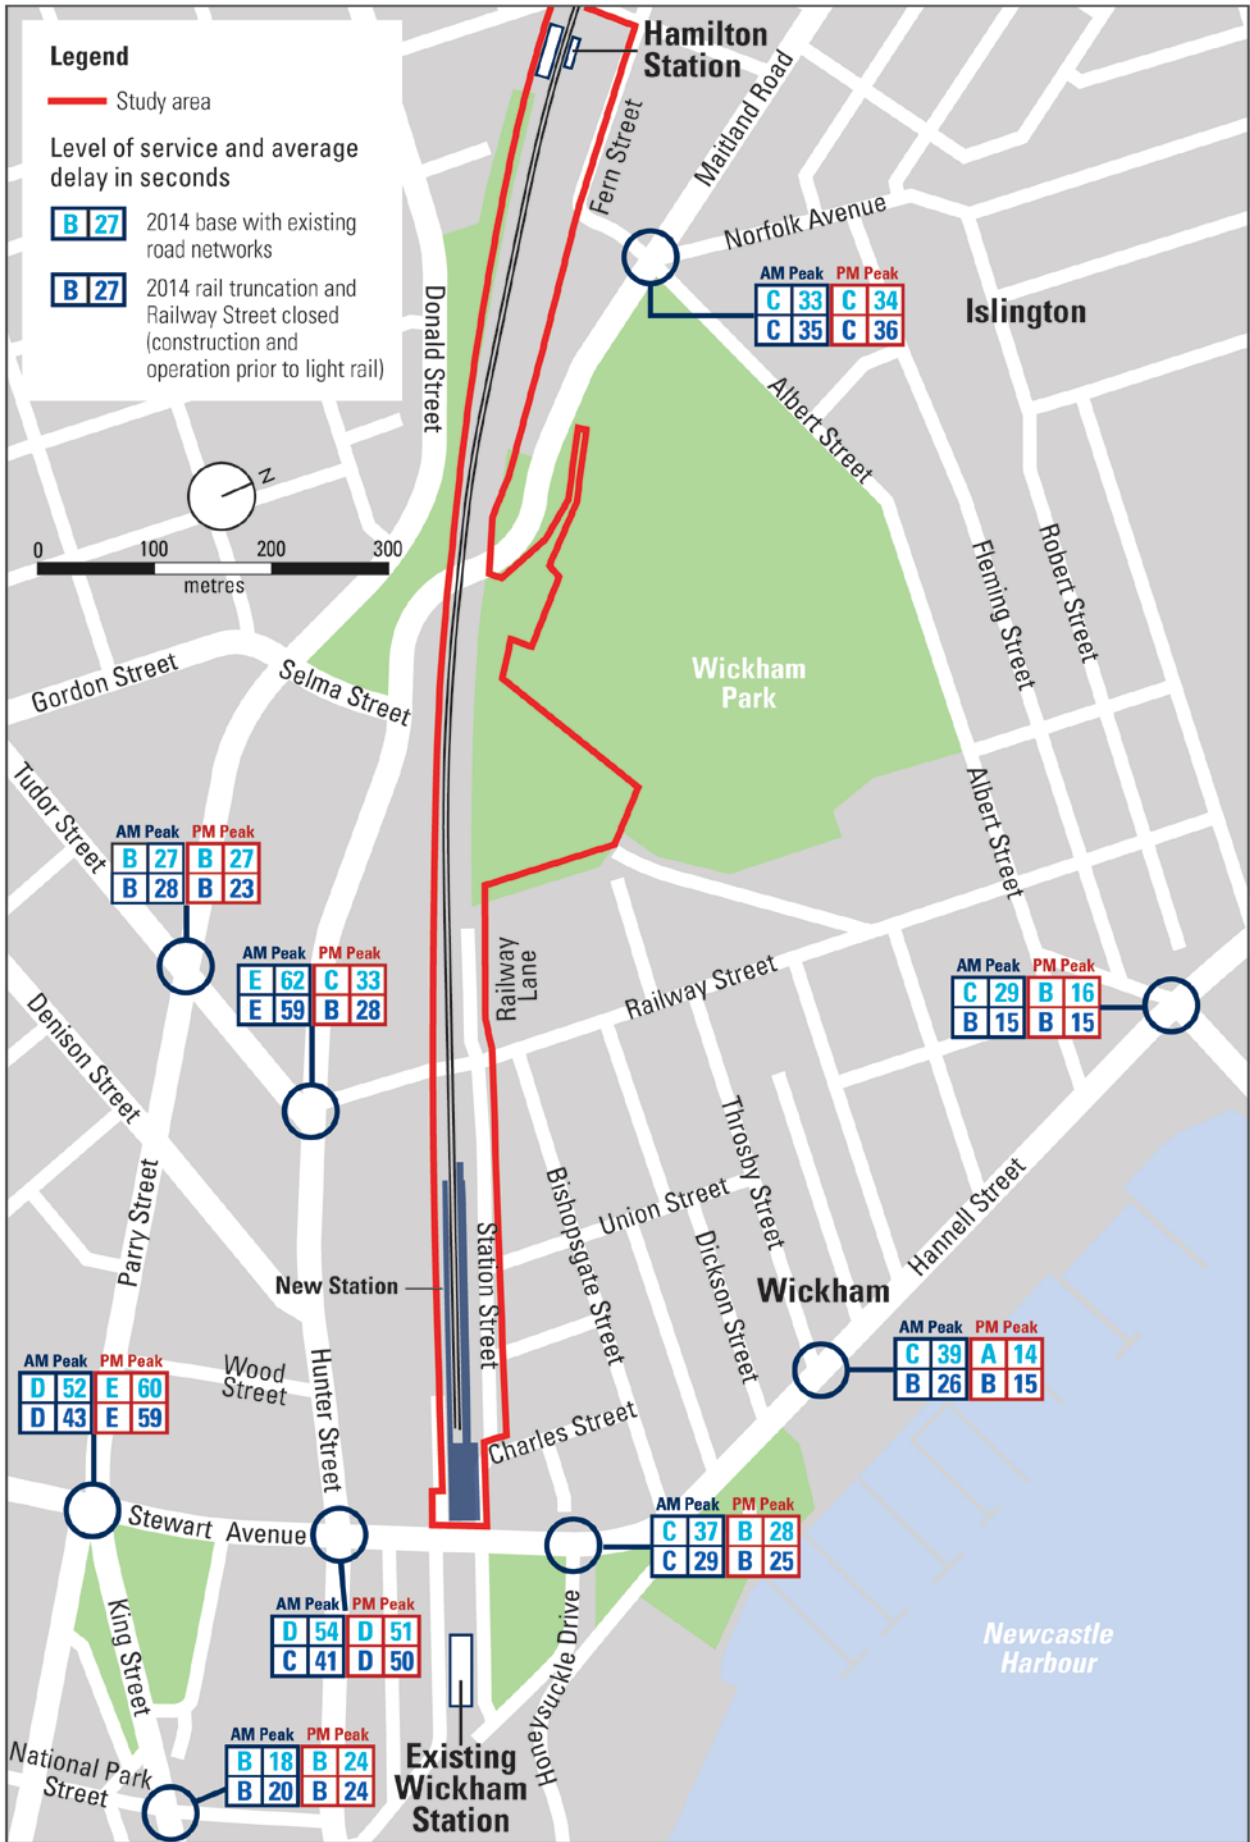 Legend
Study area
Level of service and average
delay in seconds
B 27
2014 base with existing
road networks
B 27
2014 rail truncation and
Railway Street closed
(construction and
operation prior to light rail)
Hamilton
Station
Fern Street
Maitland Road
Norfolk Avenue
AM Peak PM Peak
C 33 C 34
C 35 C 36
Islington
Donald Street
Albert Street
N
0 100 200 300
metres
Fleming Street
Robert Street
Gordon Street
Selma Street
Wickham
Park
Tudor Street
Albert Street
AM Peak PM Peak
B 27 B 27
B 28 B 23
AM Peak PM Peak
E 62 C 33
E 59 B 28
Railway
Lane
Railway Street
AM Peak PM Peak
C 29 B 16
B 15 B 15
Denison Street
Parry Street
New Station
Station Street
Bishopsgate Street
Union Street
Throsby Street
Dickson Street
Hannell Street
Wickham
AM Peak PM Peak
C 39 A 14
B 26 B 15
AM Peak PM Peak
D 52 E 60
D 43 E 59
Wood
Street
Hunter Street
Charles Street
Stewart Avenue
AM Peak PM Peak
C 37 B 28
C 29 B 25
AM Peak PM Peak
D 54 D 51
C 41 D 50
King Street
Honeysuckle Drive
Newcastle
Harbour
AM Peak PM Peak
B 18 B 24
B 20 B 24
National Park
Street
Existing
Wickham
Station